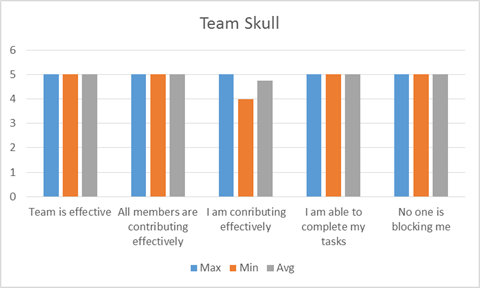 Team Skull
6
5
4
3
2
1
0
Team is effective
All members are
contributing
effectively
I am conributing
effectively
I am able to
complete my
tasks
No one is
blocking me
Max Min Avg